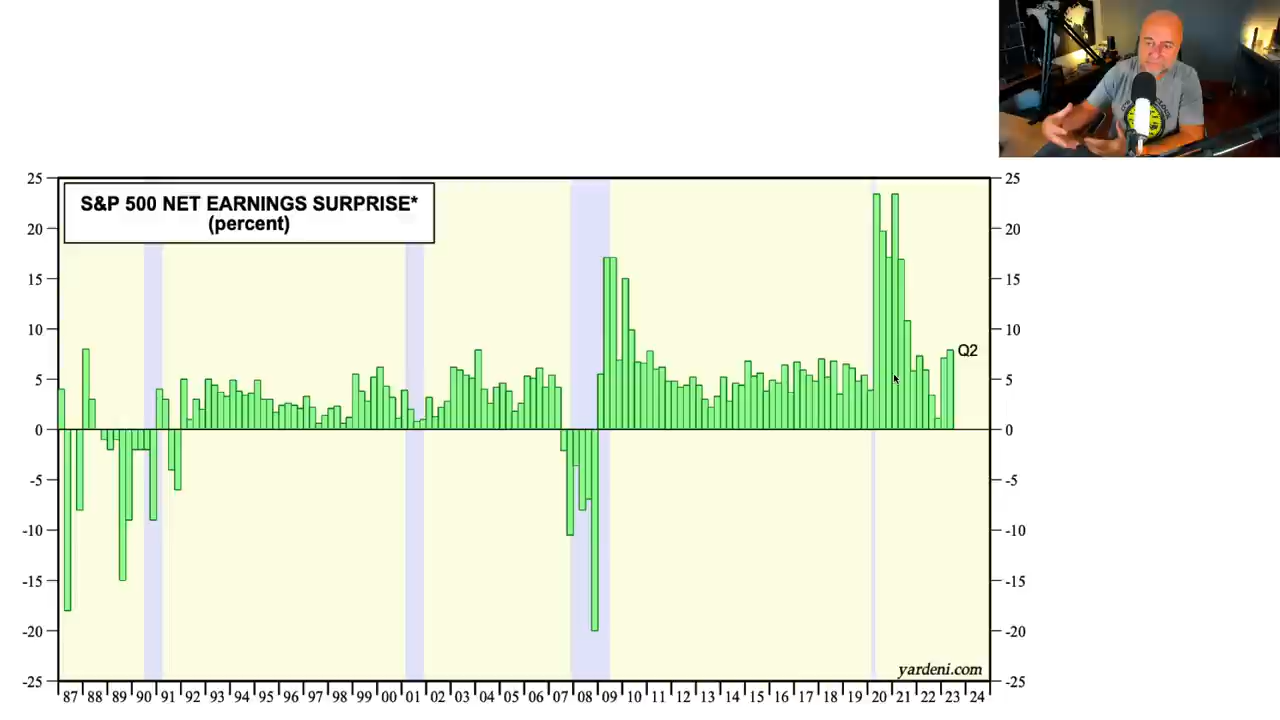 S&P 500 NET EARNINGS SURPRISE*
(percent)
25 25
20 20
15 15
10 10
Q2
5 5
0 0
-5 -5
-10 -10
-15 -15
-20 -20
yardeni.com
-25 -25
87 88 89 90 91 92 93 94 95 96 97 98 99 00 01 02 03 04 05 06 07 08 09 10 11 12 13 14 15 16 17 18 19 20 21 22 23 24